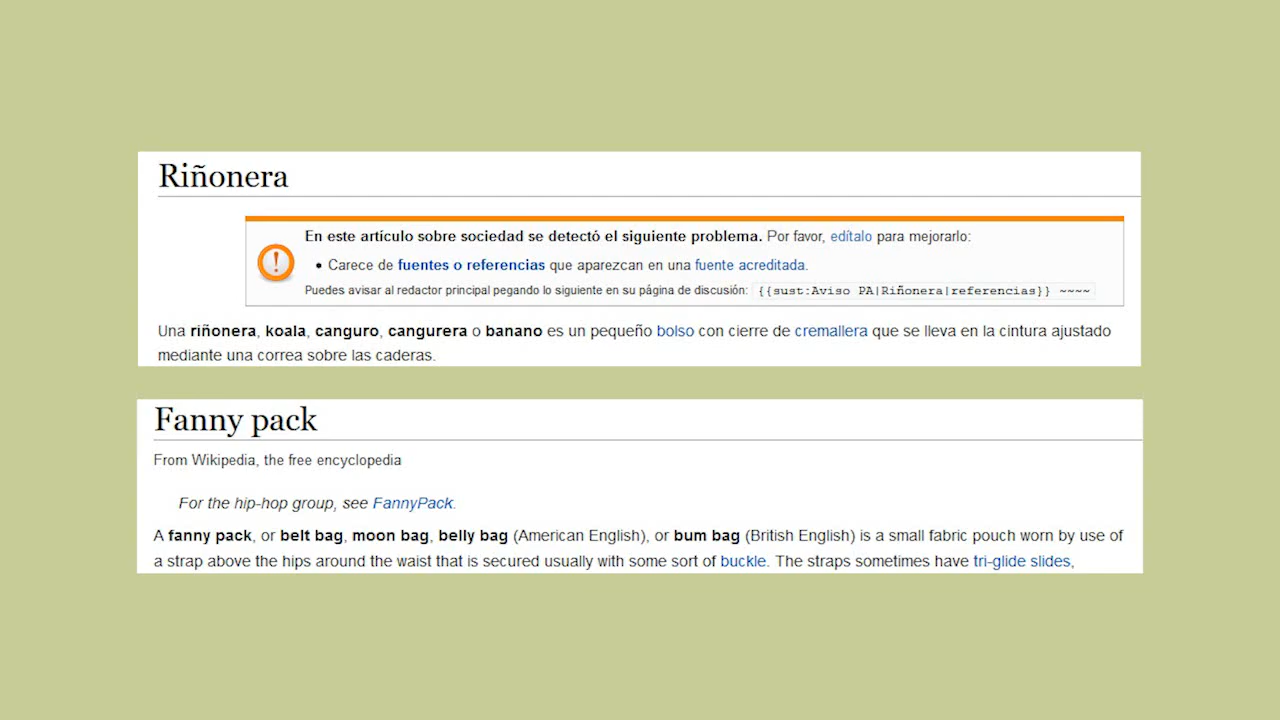 Riñonera
En este artículo sobre sociedad se detectó el siguiente problema. Por favor, edítalo para mejorarlo:
• Carece de fuentes o referencias que aparezcan en una fuente acreditada.
Puedes avisar al redactor principal pegando lo siguiente en su página de discusión: {{sust:Aviso PA|Riñonera|referencias}} ~~~~
Una riñonera, koala, canguro, cangurera o banano es un pequeño bolso con cierre de cremallera que se lleva en la cintura ajustado
mediante una correa sobre las caderas.
Fanny pack
From Wikipedia, the free encyclopedia
For the hip-hop group, see FannyPack.
A fanny pack, or belt bag, moon bag, belly bag (American English), or bum bag (British English) is a small fabric pouch worn by use of
a strap above the hips around the waist that is secured usually with some sort of buckle. The straps sometimes have tri-glide slides,